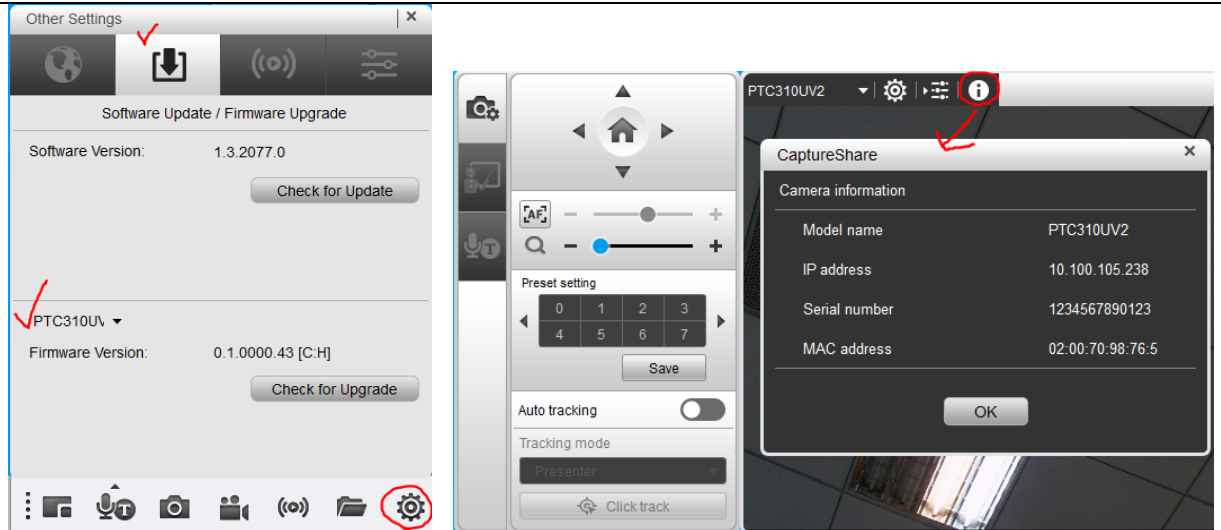 Other Settings
Software Update / Firmware Upgrade
Software Version: 1.3.2077.0
Check for Update
PTC310U\
Firmware Version: 0.1.0000.43 [C:H]
Check for Upgrade
T
AF
T
Preset setting
0 1 2 3
4 5 6 7
Save
Auto tracking
Tracking mode
Presenter
Click track
PTC310UV2
CaptureShare
Camera information
Model name PTC310UV2
IP address 10.100.105.238
Serial number 1234567890123
MAC address 02:00:70:98:76:5
OK